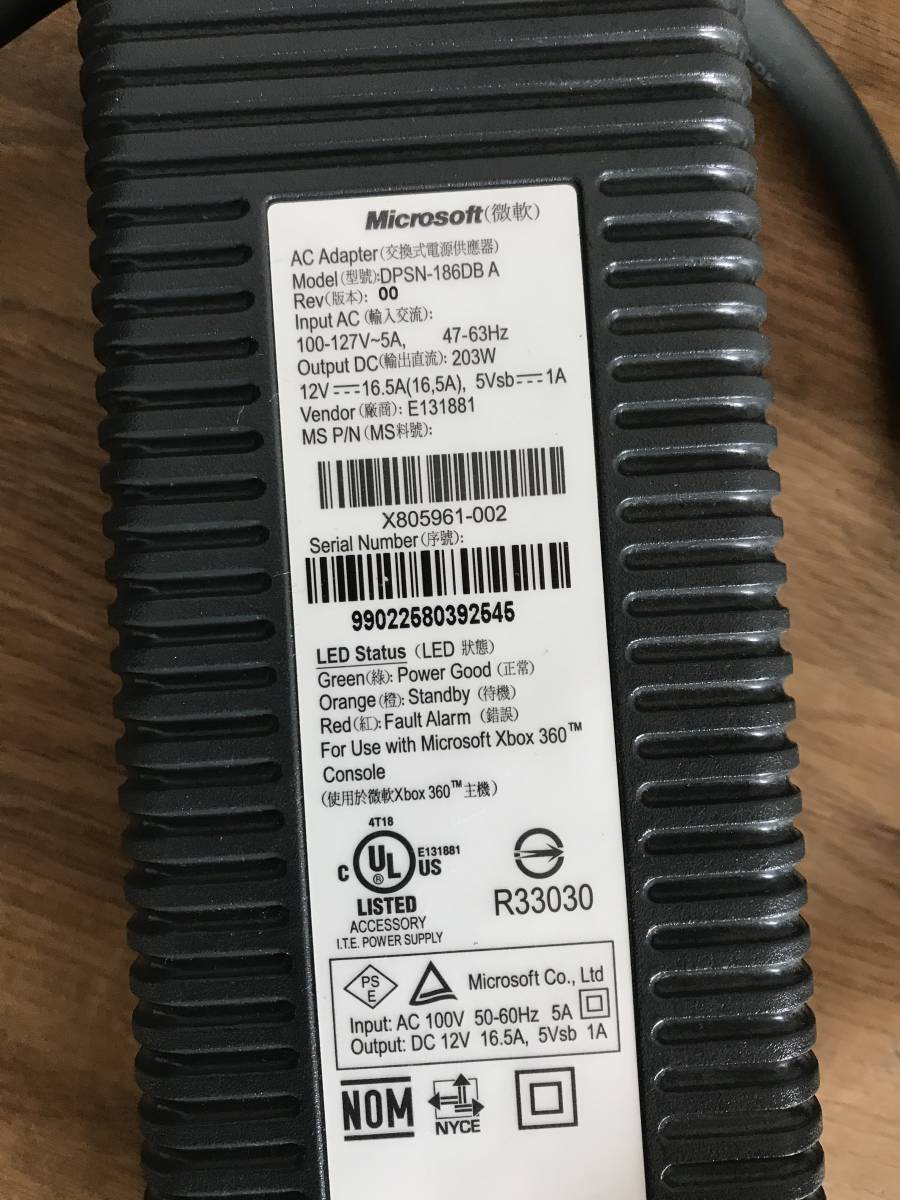 Microsoft(微軟)
AC Adapter(交換式電源供應器)
Model(型號):DPSN-186DB A
Rev(版本): 00
Input AC(輸入交流):
100-127V~5A, 47-63Hz
Output DC(輸出直流): 203W
12V⎓16.5A(16,5A), 5Vsb⎓1A
Vendor(廠商): E131881
MS P/N(MS料號):
X805961-002
Serial Number(序號):
99022580392545
LED Status (LED 狀態)
Green(綠): Power Good (正常)
Orange(橙): Standby (待機)
Red(紅): Fault Alarm (錯誤)
For Use with Microsoft Xbox 360™
Console
(使用於微軟Xbox 360™主機)
4T18
C UL ® US E131881
LISTED
ACCESSORY
I.T.E. POWER SUPPLY
R33030
PS
E
Microsoft Co., Ltd
Input: AC 100V 50-60Hz 5A
Output: DC 12V 16.5A, 5Vsb 1A
NOM
NYCE